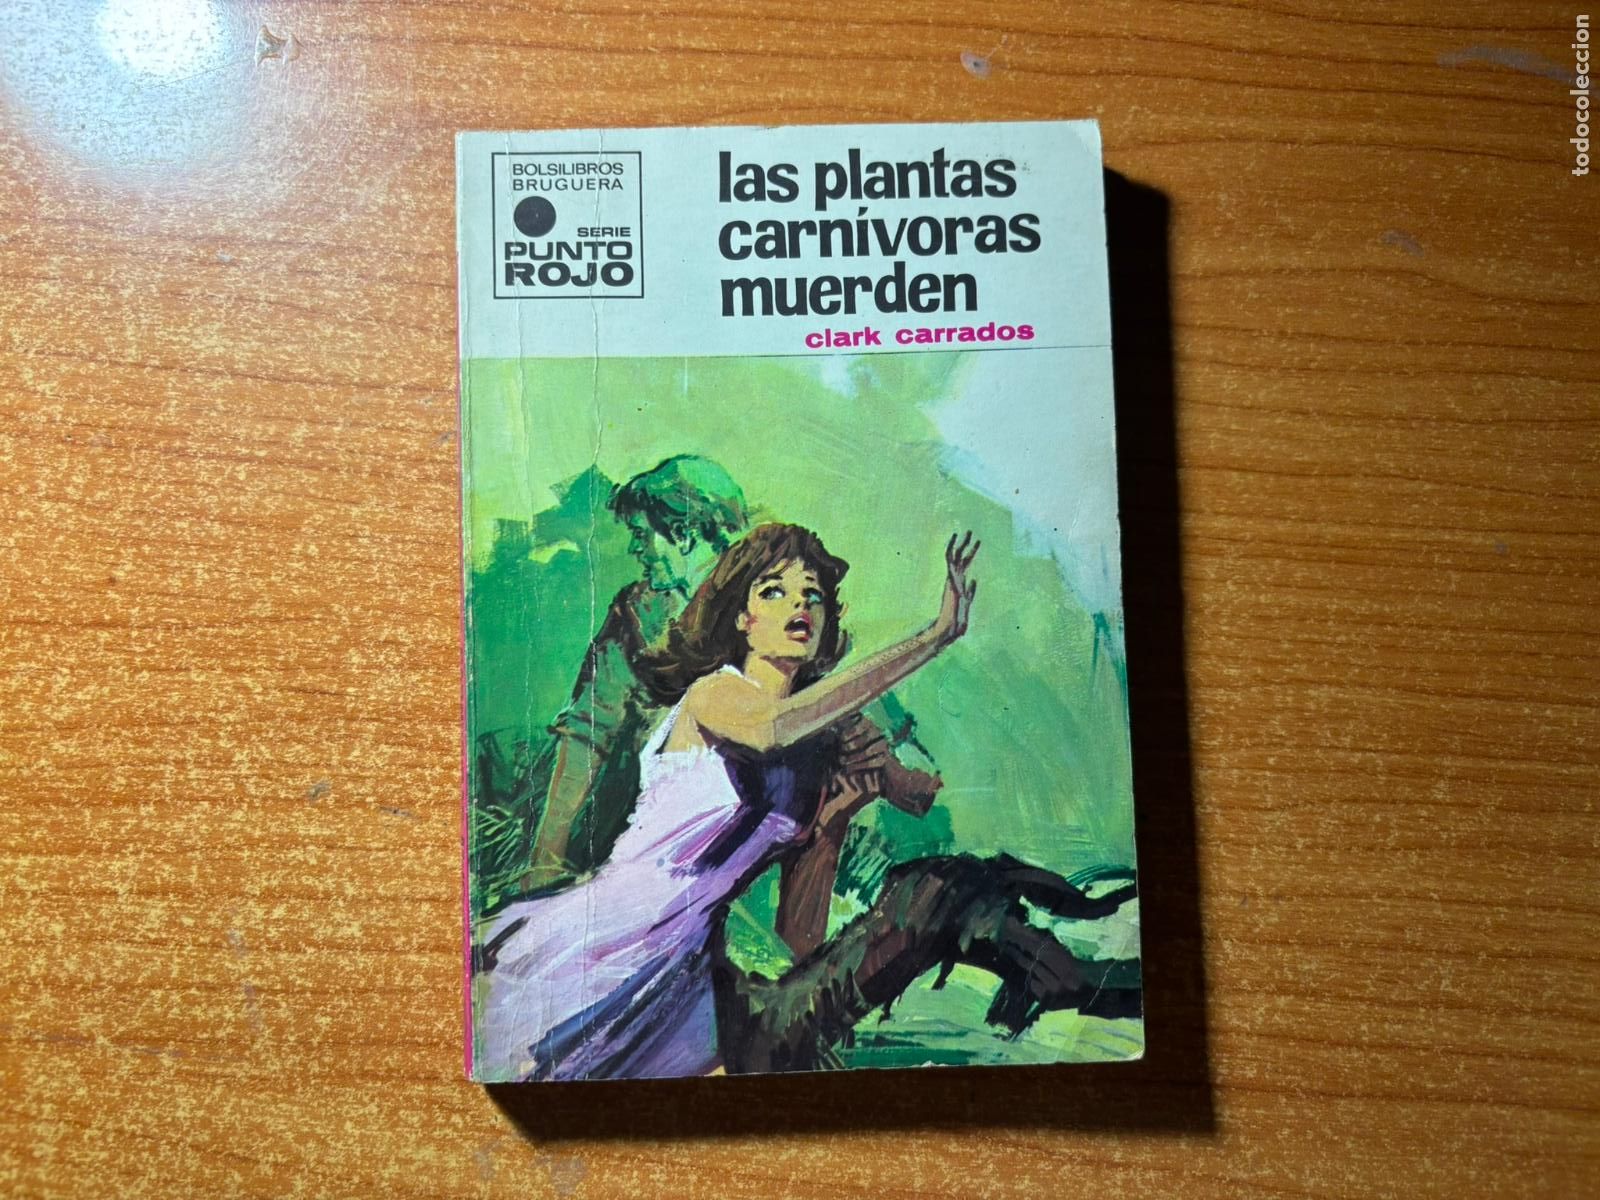 BOLSILIBROS
BRUGUERA
SERIE
PUNTO
ROJO
las plantas
carnívoras
muerden
clark carrados
todocoleccion